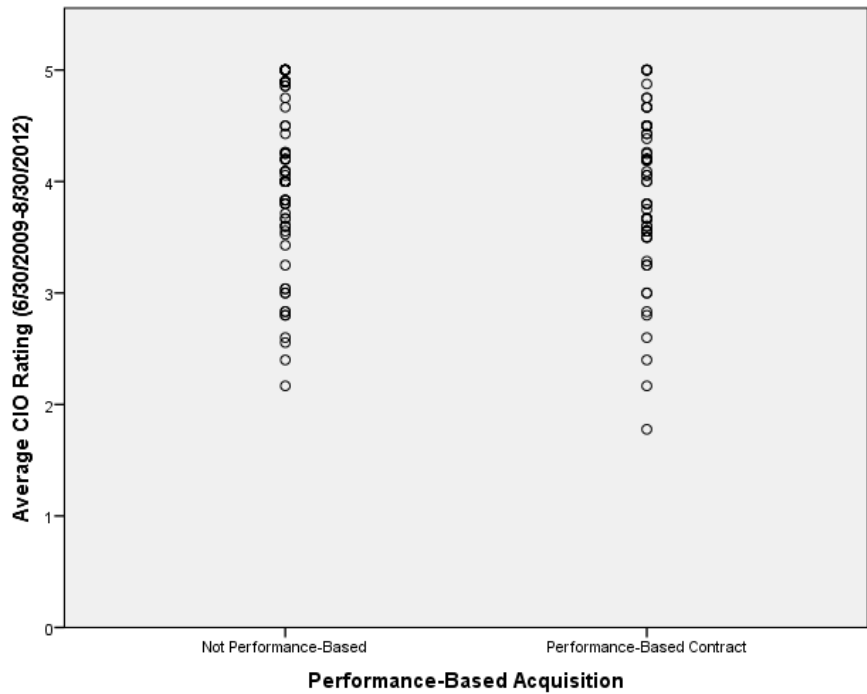 Average CIO Rating (6/30/2009-8/30/2012)
5
4
3
2
1
0
Not Performance-Based
Performance-Based Contract
Performance-Based Acquisition